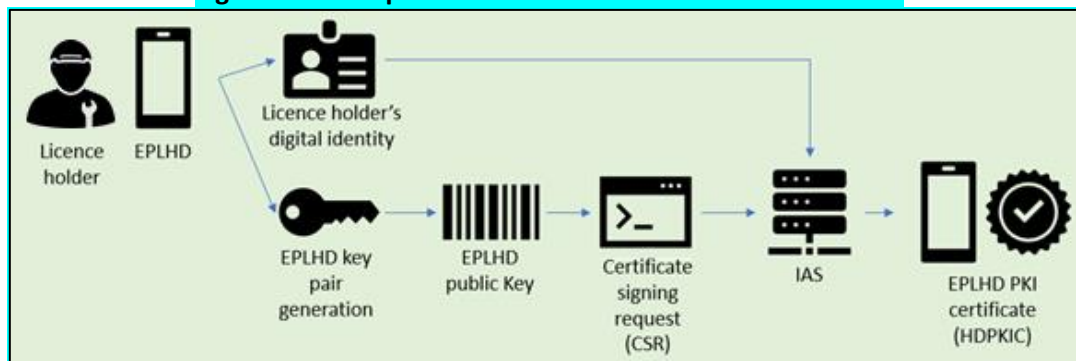 Licence
holder
EPLHD
Licence holder's
digital identity
EPLHD key
pair
generation
EPLHD
public Key
Certificate
signing
request
(CSR)
IAS
EPLHD PKI
certificate
(HDPKIC)